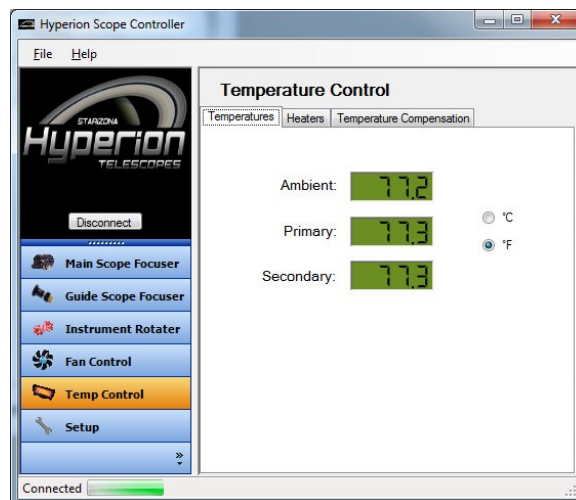 Hyperion Scope Controller
File Help
STARIZONA
Hyperion
TELESCOPES
Disconnect
Main Scope Focuser
Guide Scope Focuser
Instrument Rotater
Fan Control
Temp Control
Setup
Connected
Temperature Control
Temperatures Heaters Temperature Compensation
Ambient: 77.2
Primary: 77.3
Secondary: 77.3
°C
°F